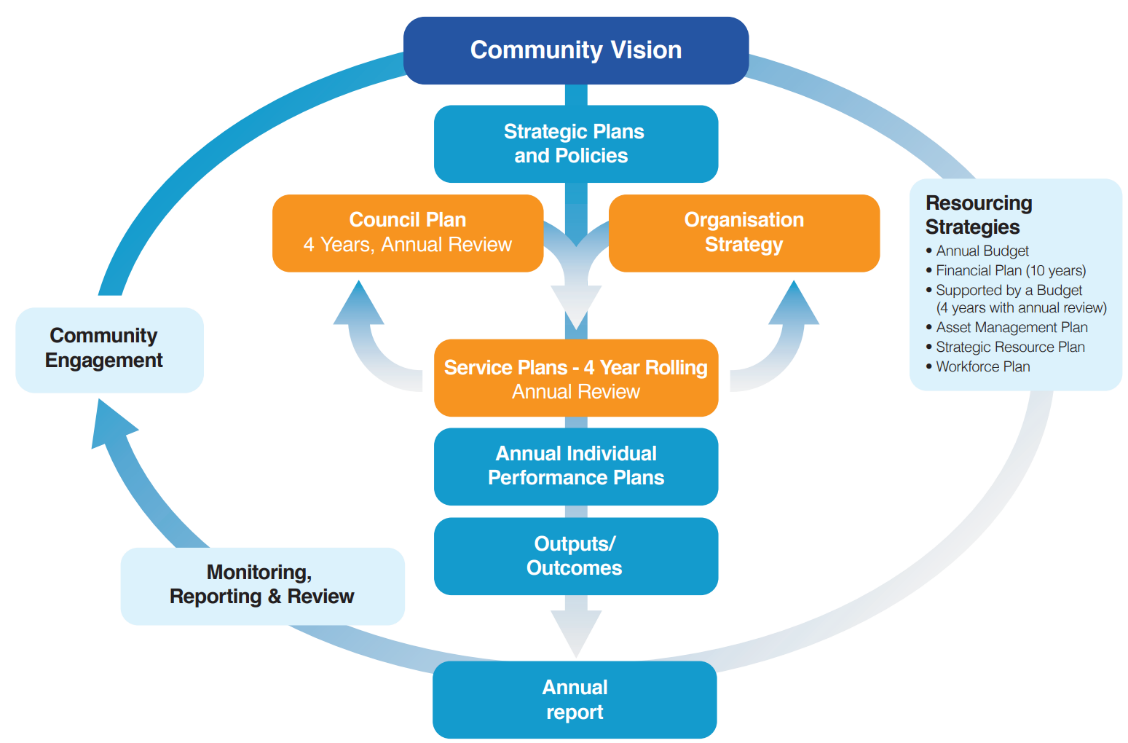 Community Vision
Strategic Plans
and Policies
Council Plan
4 Years, Annual Review
Organisation
Strategy
Resourcing
Strategies
• Annual Budget
• Financial Plan (10 years)
• Supported by a Budget
(4 years with annual review)
• Asset Management Plan
• Strategic Resource Plan
• Workforce Plan
Community
Engagement
Service Plans - 4 Year Rolling
Annual Review
Annual Individual
Performance Plans
Outputs/
Outcomes
Monitoring,
Reporting & Review
Annual
report